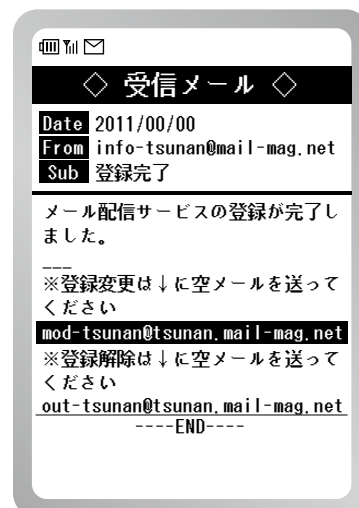 ◇ 受信メール ◇
Date 2011/00/00
From info-tsunan@mail-mag.net
Sub 登録完了
メール配信サービスの登録が完了し
ました。
___
※登録変更は↓に空メールを送って
ください
mod-tsunan@tsunan.mail-mag.net
※登録解除は↓に空メールを送って
ください
out-tsunan@tsunan.mail-mag.net
----END----